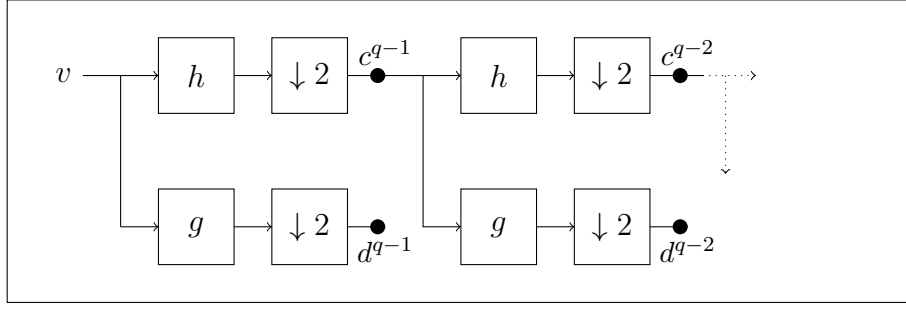 c^{q-1} c^{q-2}
v h ↓ 2 h ↓ 2
g ↓ 2 g ↓ 2
d^{q-1} d^{q-2}